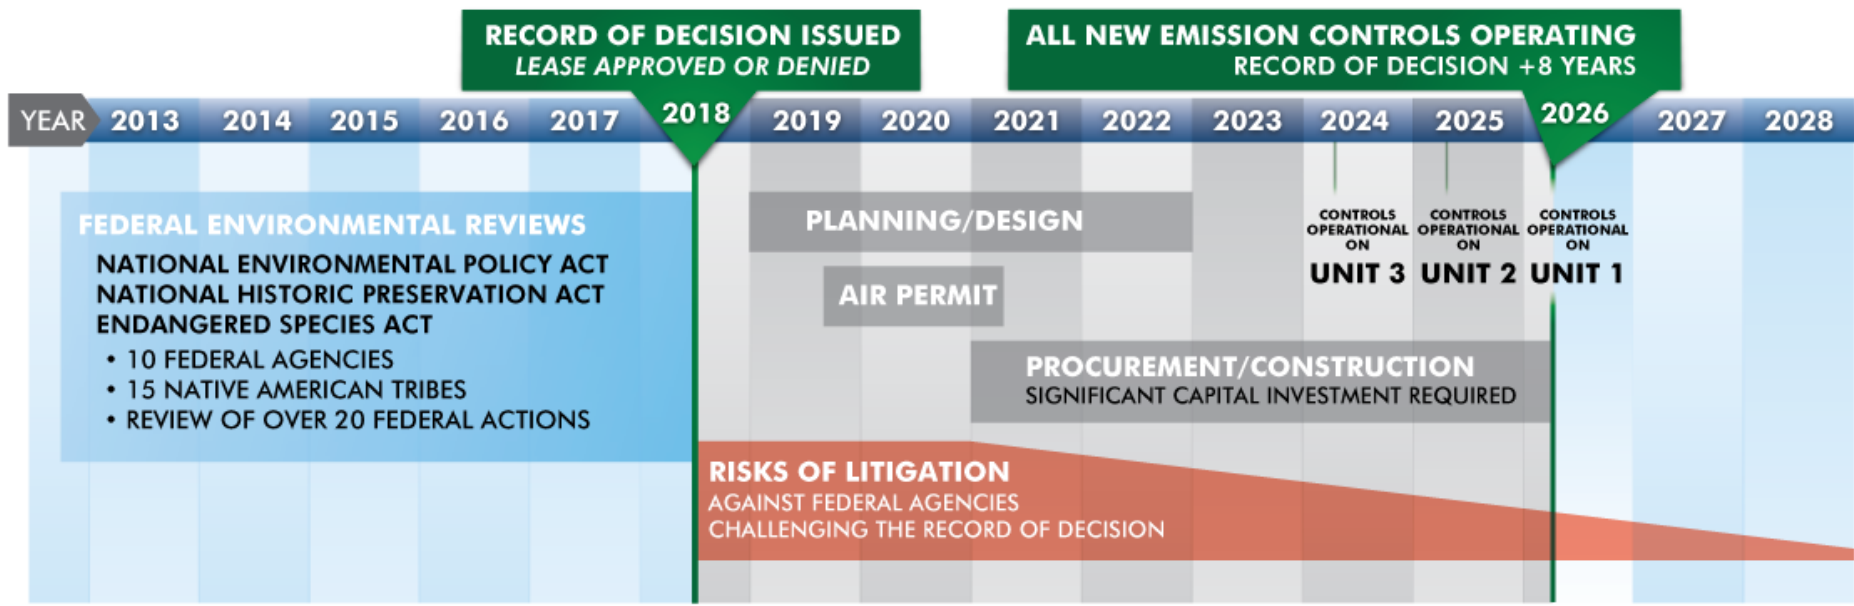 RECORD OF DECISION ISSUED
LEASE APPROVED OR DENIED
ALL NEW EMISSION CONTROLS OPERATING
RECORD OF DECISION +8 YEARS
YEAR 2013 2014 2015 2016 2017 2018 2019 2020 2021 2022 2023 2024 2025 2026 2027 2028
FEDERAL ENVIRONMENTAL REVIEWS
NATIONAL ENVIRONMENTAL POLICY ACT
NATIONAL HISTORIC PRESERVATION ACT
ENDANGERED SPECIES ACT
• 10 FEDERAL AGENCIES
• 15 NATIVE AMERICAN TRIBES
• REVIEW OF OVER 20 FEDERAL ACTIONS
PLANNING/DESIGN
AIR PERMIT
PROCUREMENT/CONSTRUCTION
SIGNIFICANT CAPITAL INVESTMENT REQUIRED
CONTROLS
OPERATIONAL
ON
UNIT 3
CONTROLS
OPERATIONAL
ON
UNIT 2
CONTROLS
OPERATIONAL
ON
UNIT 1
RISKS OF LITIGATION
AGAINST FEDERAL AGENCIES
CHALLENGING THE RECORD OF DECISION